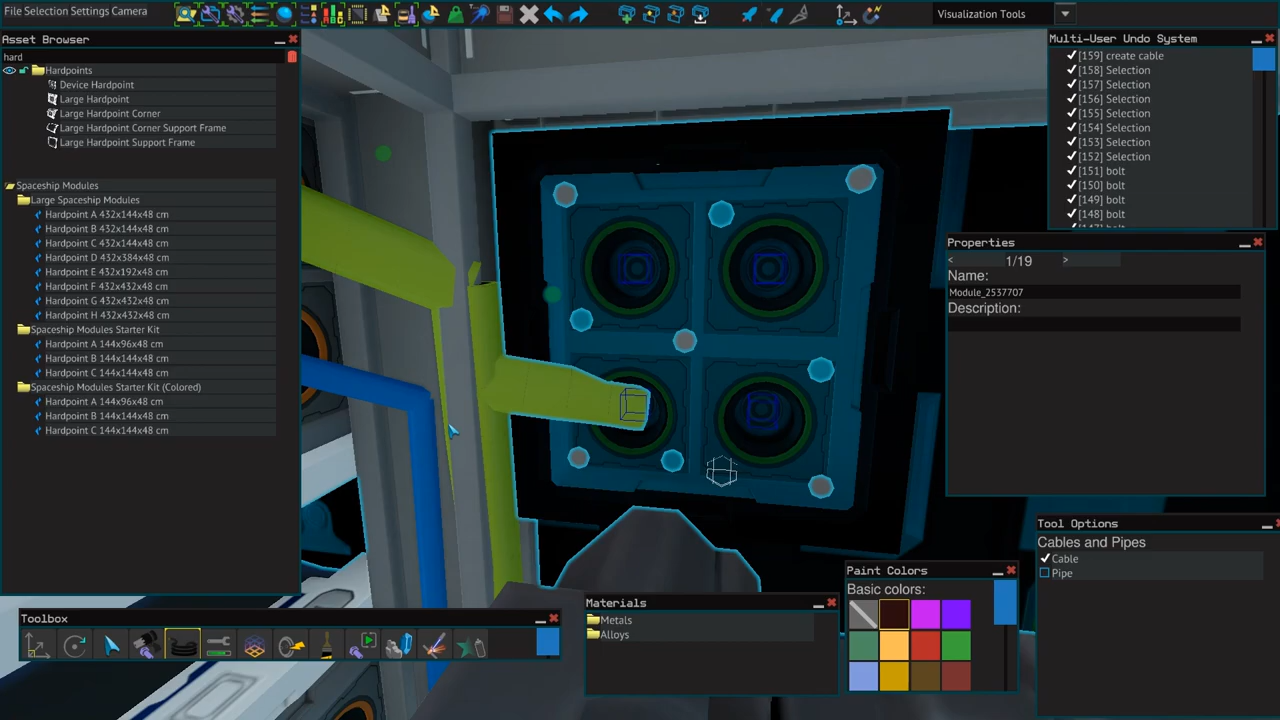 File Selection Settings Camera
Visualization Tools
Asset Browser
hard
Hardpoints
Device Hardpoint
Large Hardpoint
Large Hardpoint Corner
Large Hardpoint Corner Support Frame
Large Hardpoint Support Frame
Spaceship Modules
Large Spaceship Modules
Hardpoint A 432x144x48 cm
Hardpoint B 432x144x48 cm
Hardpoint C 432x144x48 cm
Hardpoint D 432x384x48 cm
Hardpoint E 432x192x48 cm
Hardpoint F 432x432x48 cm
Hardpoint G 432x432x48 cm
Hardpoint H 432x432x48 cm
Spaceship Modules Starter Kit
Hardpoint A 144x96x48 cm
Hardpoint B 144x144x48 cm
Hardpoint C 144x144x48 cm
Spaceship Modules Starter Kit (Colored)
Hardpoint A 144x96x48 cm
Hardpoint B 144x144x48 cm
Hardpoint C 144x144x48 cm
Multi-User Undo System
[159] create cable
[158] Selection
[157] Selection
[156] Selection
[155] Selection
[154] Selection
[153] Selection
[152] Selection
[151] bolt
[150] bolt
[149] bolt
[148] bolt
Properties
< 1/19 >
Name:
Module_2537707
Description:
Tool Options
Cables and Pipes
Cable
Pipe
Paint Colors
Basic colors:
Materials
Metals
Alloys
Toolbox